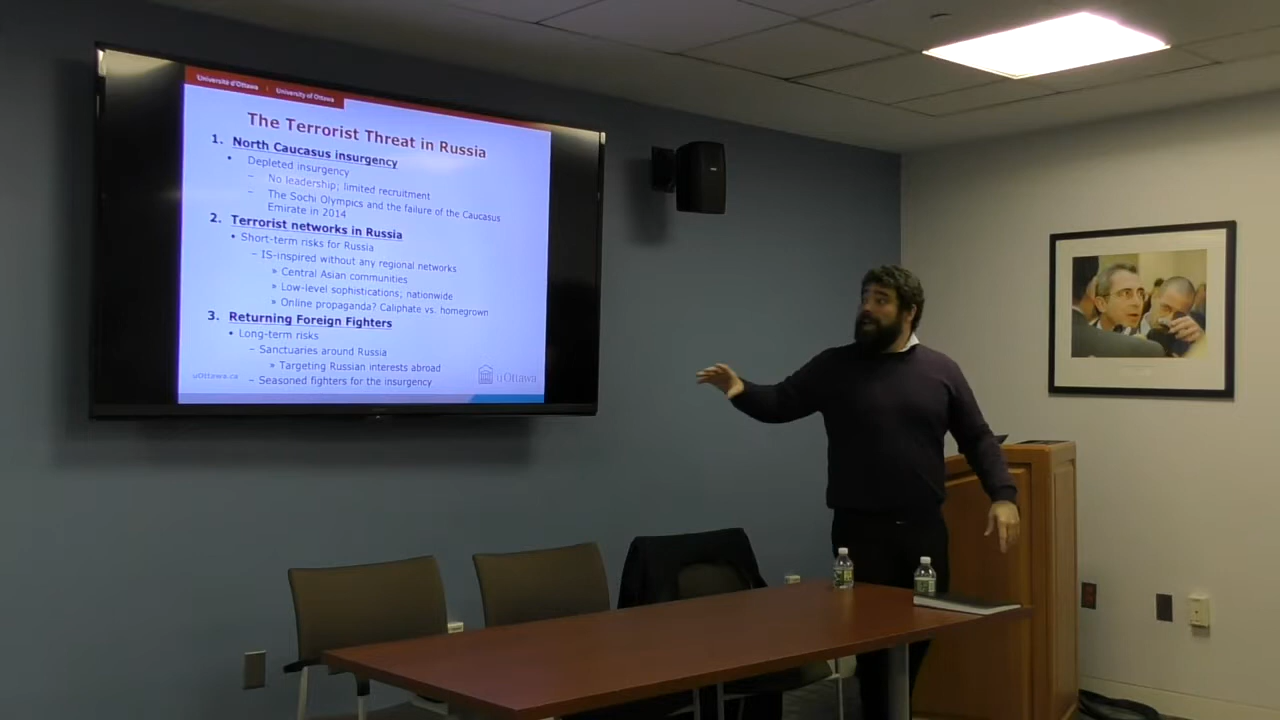 Université d'Ottawa | University of Ottawa
The Terrorist Threat in Russia
1. North Caucasus insurgency
• Depleted insurgency
– No leadership; limited recruitment
– The Sochi Olympics and the failure of the Caucasus
Emirate in 2014
2. Terrorist networks in Russia
• Short-term risks for Russia
– IS-inspired without any regional networks
» Central Asian communities
» Low-level sophistications; nationwide
» Online propaganda? Caliphate vs. homegrown
3. Returning Foreign Fighters
• Long-term risks
– Sanctuaries around Russia
» Targeting Russian interests abroad
– Seasoned fighters for the insurgency
uOttawa.ca
uOttawa